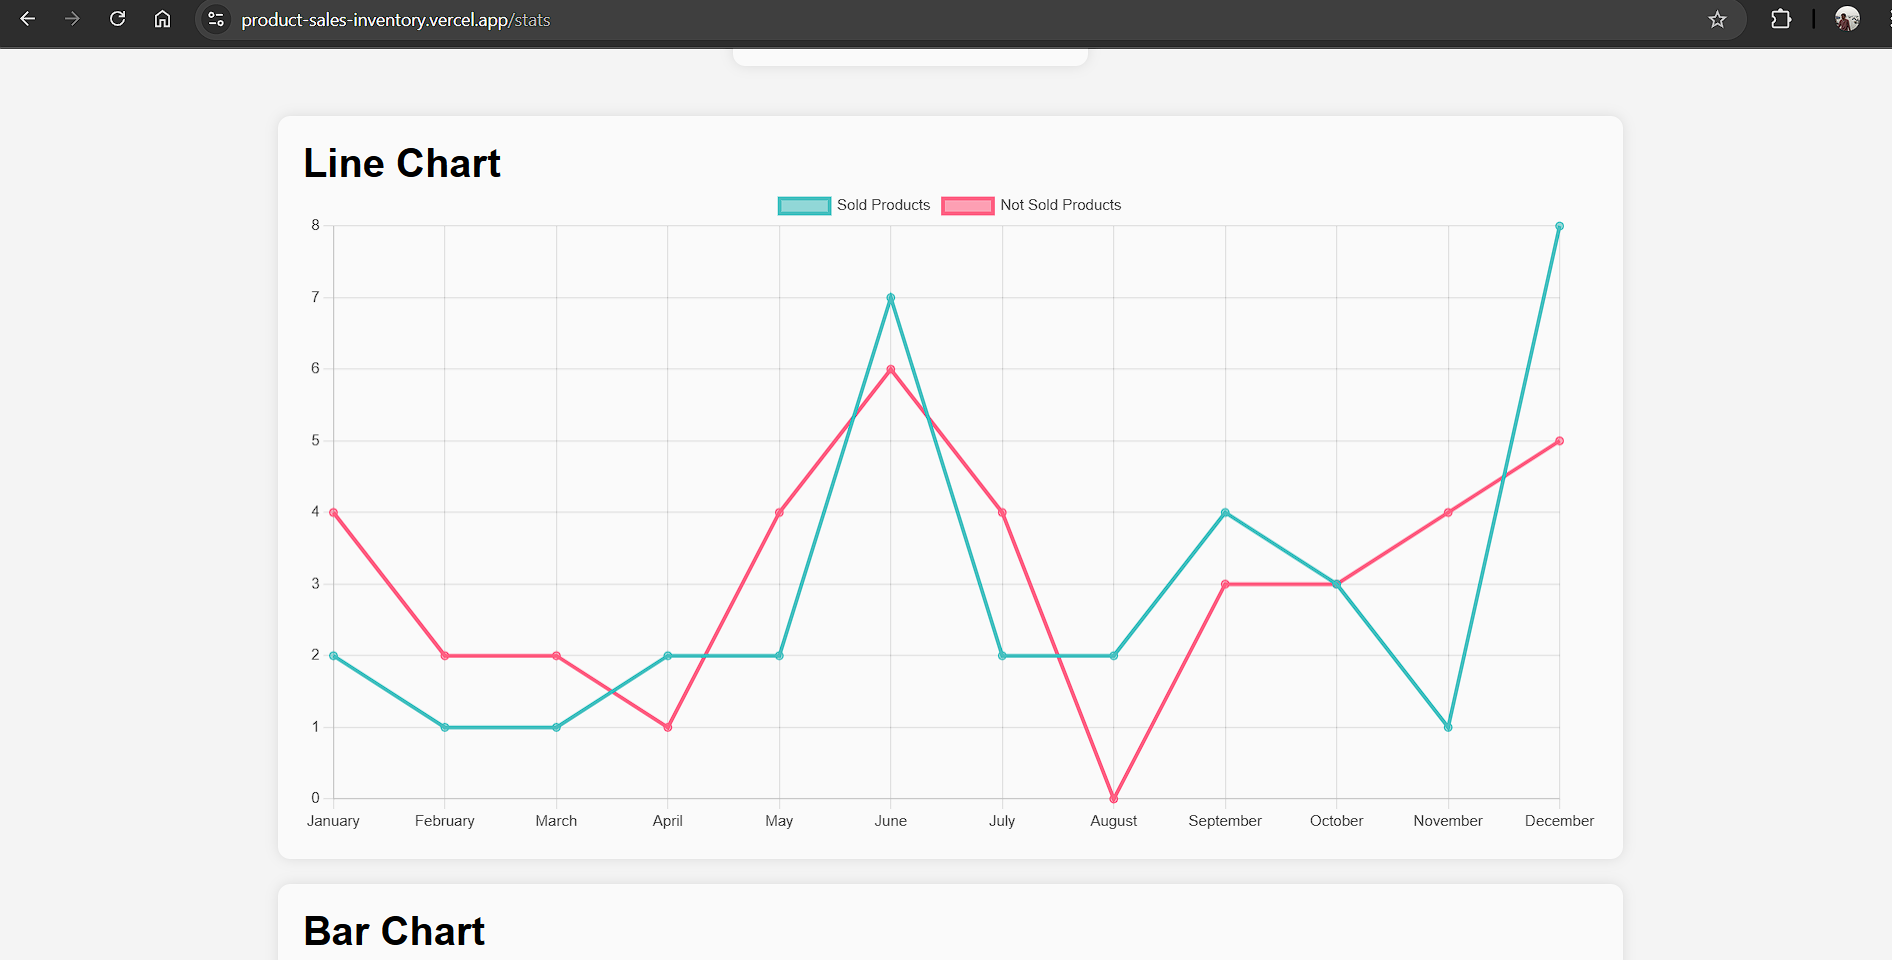 product-sales-inventory.vercel.app/stats
Line Chart
Sold Products Not Sold Products
8
7
6
5
4
3
2
1
0
January February March April May June July August September October November December
Bar Chart